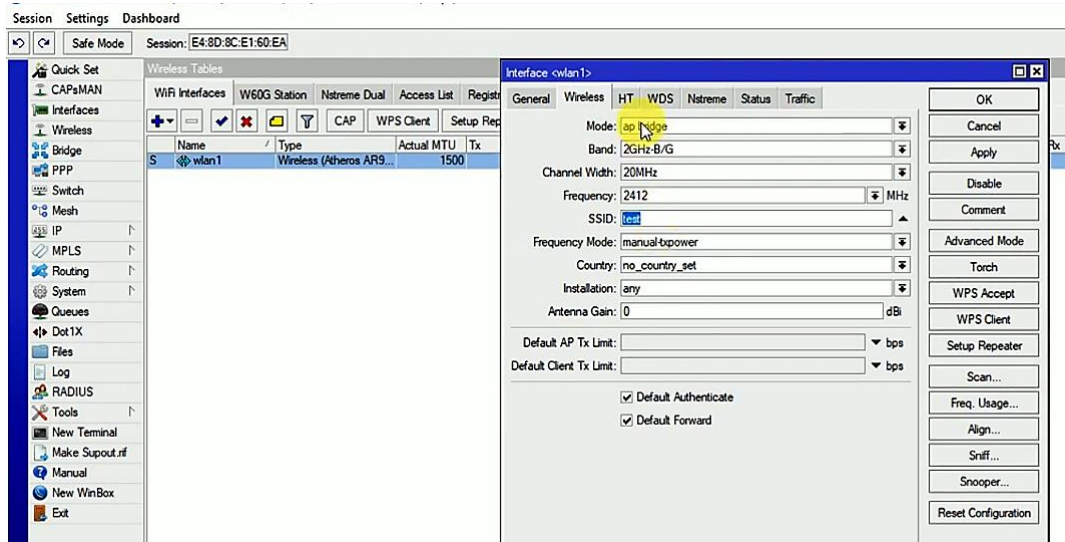 Session Settings Dashboard
Safe Mode Session: E4:8D:8C:E1:60:EA
Quick Set
CAPsMAN
Interfaces
Wireless
Bridge
PPP
Switch
Mesh
IP
MPLS
Routing
System
Queues
Dot1X
Files
Log
RADIUS
Tools
New Terminal
Make Supout.rif
Manual
New WinBox
Exit
Wireless Tables
WiFi Interfaces W60G Station Nstreme Dual Access List Registr
CAP WPS Client Setup Rep
Name / Type Actual MTU Tx
S wlan1 Wireless (Atheros AR9... 1500
Rx
Interface <wlan1>
General Wireless HT WDS Nstreme Status Traffic
Mode: ap bridge
Band: 2GHz-B/G
Channel Width: 20MHz
Frequency: 2412 MHz
SSID: test
Frequency Mode: manual-txpower
Country: no_country_set
Installation: any
Antenna Gain: 0 dBi
Default AP Tx Limit: bps
Default Client Tx Limit: bps
Default Authenticate
Default Forward
OK
Cancel
Apply
Disable
Comment
Advanced Mode
Torch
WPS Accept
WPS Client
Setup Repeater
Scan...
Freq. Usage...
Align...
Sniff...
Snooper...
Reset Configuration